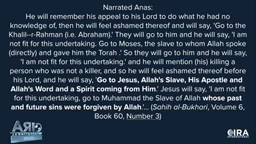 Narrated Anas:
He will remember his appeal to his Lord to do what he had no
knowledge of, then he will feel ashamed thereof and will say, 'Go to the
Khalil--r-Rahman (i.e. Abraham).' They will go to him and he will say, 'I am
not fit for this undertaking. Go to Moses, the slave to whom Allah spoke
(directly) and gave him the Torah .' So they will go to him and he will say,
'I am not fit for this undertaking.' and he will mention (his) killing a
person who was not a killer, and so he will feel ashamed thereof before his
Lord, and he will say, 'Go to Jesus, Allah's Slave, His Apostle and
Allah's Word and a Spirit coming from Him.' Jesus will say, 'I am not
fit for this undertaking, go to Muhammad the Slave of Allah whose past
and future sins were forgiven by Allah'... (Sahih al-Bukhari, Volume 6,
Book 60, Number 3)
CIRA